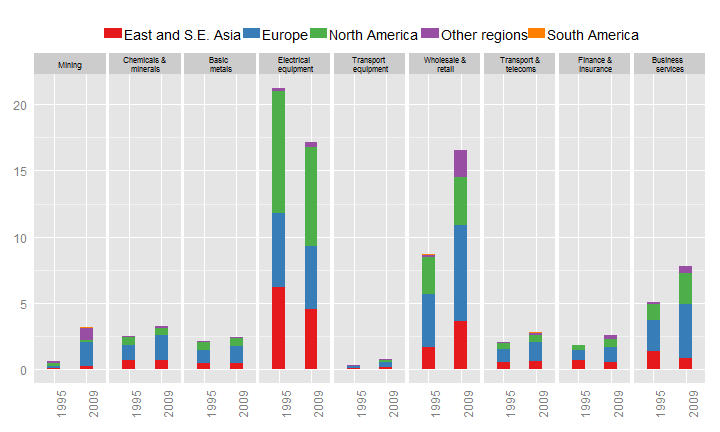 East and S.E. Asia Europe North America Other regions South America
Mining
Chemicals &
minerals
Basic
metals
Electrical
equipment
Transport
equipment
Wholesale &
retail
Transport &
telecoms
Finance &
insurance
Business
services
20
15
10
5
0
1995 2009 1995 2009 1995 2009 1995 2009 1995 2009 1995 2009 1995 2009 1995 2009 1995 2009